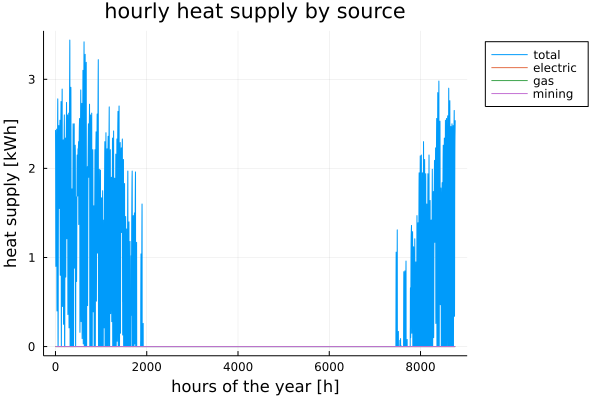 hourly heat supply by source
heat supply [kWh]
3
2
1
0
0 2000 4000 6000 8000
hours of the year [h]
total
electric
gas
mining